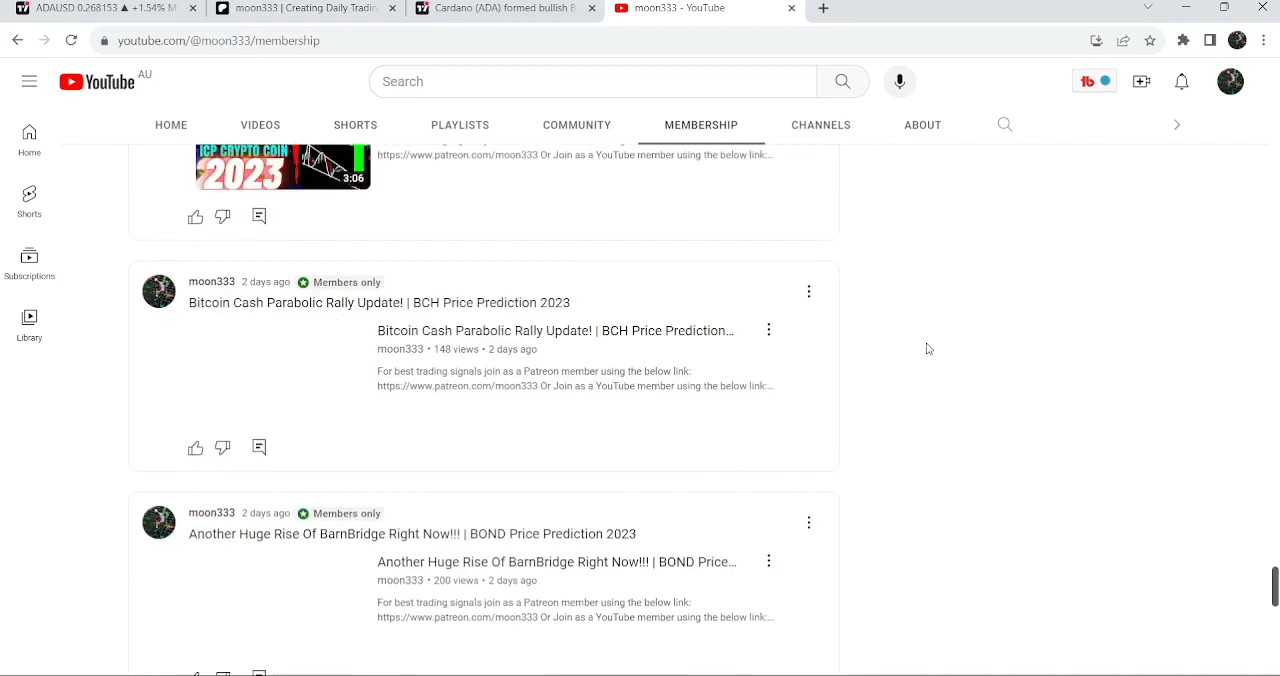 ADAUSD 0.268153 ▲ +1.54% M
moon333 | Creating Daily Tradin
Cardano (ADA) formed bullish B
moon333 - YouTube
youtube.com/@moon333/membership
YouTube AU
Search
HOME VIDEOS SHORTS PLAYLISTS COMMUNITY MEMBERSHIP CHANNELS ABOUT
Home
Shorts
Subscriptions
Library
ICP CRYPTO COIN
2023
3:06
https://www.patreon.com/moon333 Or Join as a YouTube member using the below link:...
moon333 2 days ago Members only
Bitcoin Cash Parabolic Rally Update! | BCH Price Prediction 2023
Bitcoin Cash Parabolic Rally Update! | BCH Price Prediction...
moon333 • 148 views • 2 days ago
For best trading signals join as a Patreon member using the below link:
https://www.patreon.com/moon333 Or Join as a YouTube member using the below link:...
moon333 2 days ago Members only
Another Huge Rise Of BarnBridge Right Now!!! | BOND Price Prediction 2023
Another Huge Rise Of BarnBridge Right Now!!! | BOND Price...
moon333 • 200 views • 2 days ago
For best trading signals join as a Patreon member using the below link:
https://www.patreon.com/moon333 Or Join as a YouTube member using the below link:...